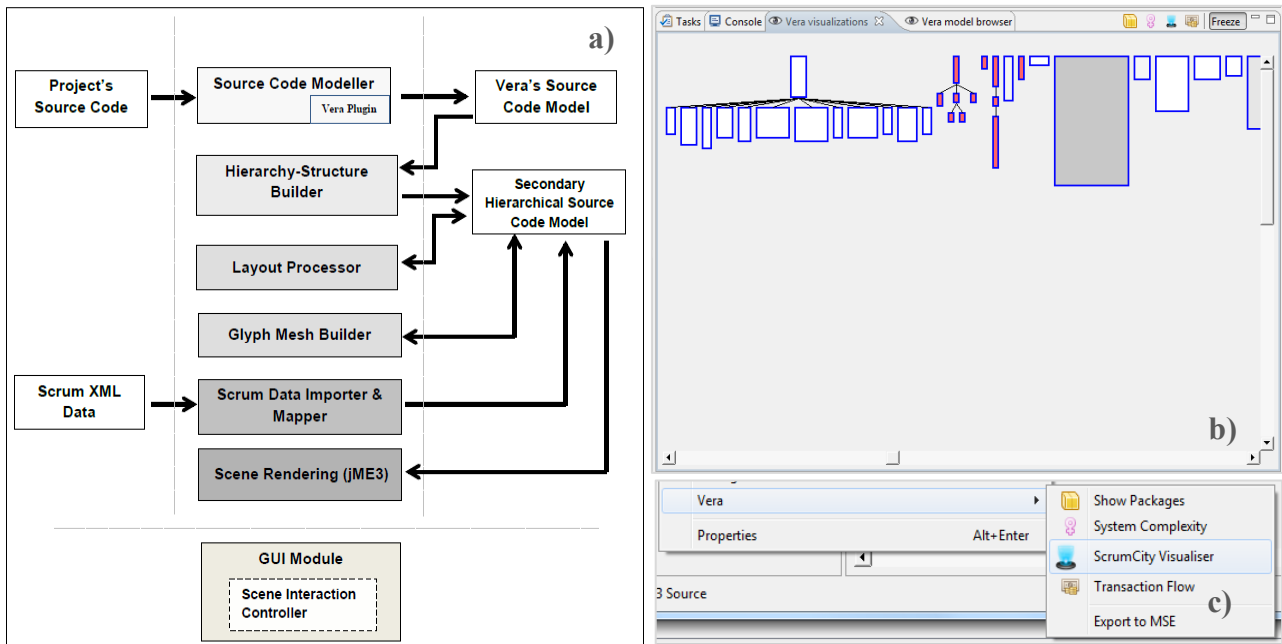 a)
Project's
Source Code
Source Code Modeller
Vera Plugin
Vera's Source
Code Model
Hierarchy-Structure
Builder
Secondary
Hierarchical Source
Code Model
Layout Processor
Glyph Mesh Builder
Scrum XML
Data
Scrum Data Importer &
Mapper
Scene Rendering (jME3)
GUI Module
Scene Interaction
Controller
Tasks Console Vera visualizations Vera model browser Freeze
b)
Vera
Properties Alt+Enter
3 Source
Show Packages
System Complexity
ScrumCity Visualiser
Transaction Flow
Export to MSE
c)